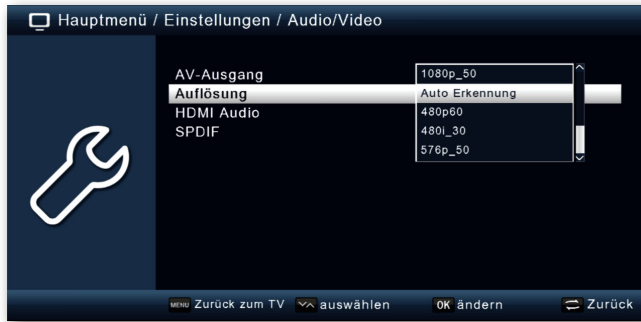 Hauptmenü / Einstellungen / Audio/Video
AV-Ausgang 1080p_50
Auflösung Auto Erkennung
HDMI Audio 480p60
SPDIF 480i_30
576p_50
MENU Zurück zum TV auswählen OK ändern Zurück